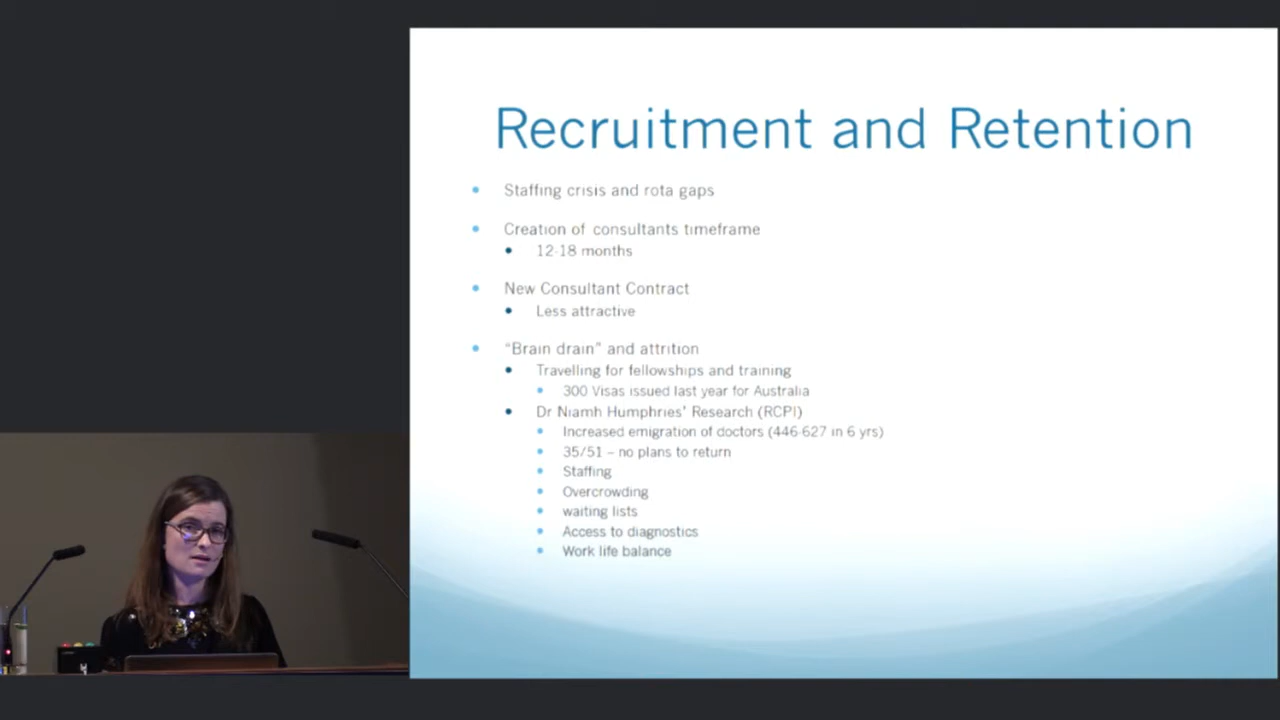 Recruitment and Retention
Staffing crisis and rota gaps
Creation of consultants timeframe
12-18 months
New Consultant Contract
Less attractive
“Brain drain” and attrition
Travelling for fellowships and training
300 Visas issued last year for Australia
Dr Niamh Humphries’ Research (RCPI)
Increased emigration of doctors (446-627 in 6 yrs)
35/51 – no plans to return
Staffing
Overcrowding
waiting lists
Access to diagnostics
Work life balance